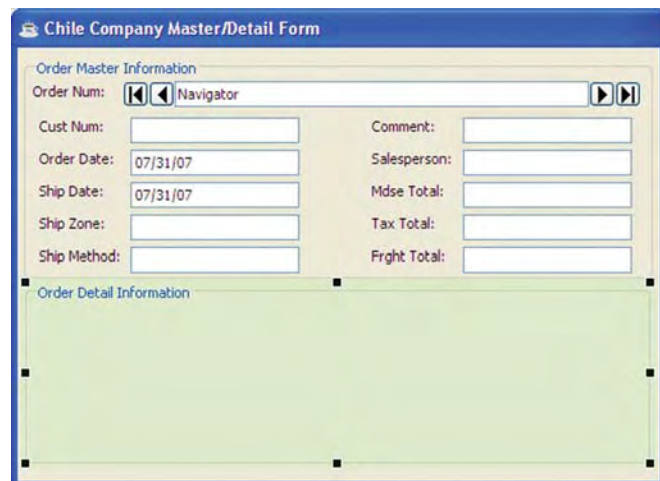 Chile Company Master/Detail Form
Order Master Information
Order Num: Navigator
Cust Num: Comment:
Order Date: 07/31/07 Salesperson:
Ship Date: 07/31/07 Mdse Total:
Ship Zone: Tax Total:
Ship Method: Frght Total:
Order Detail Information